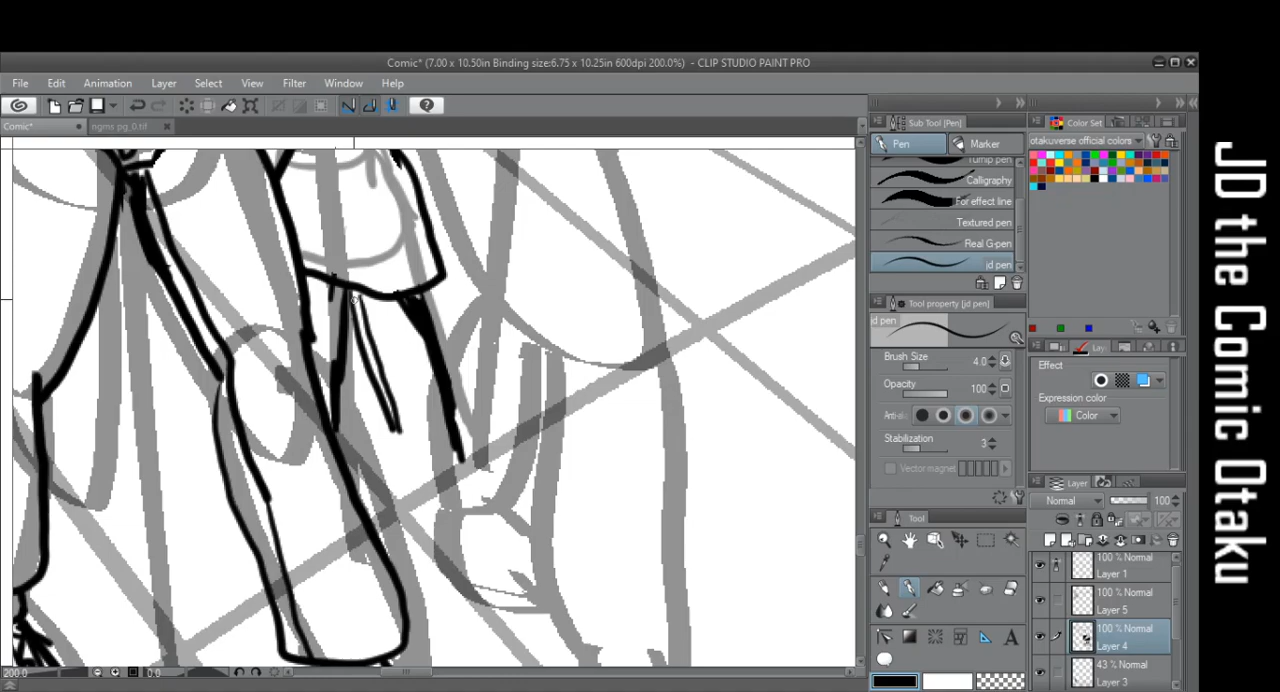 Comic* (7.00 x 10.50in Binding size:6.75 x 10.25in 600dpi 200.0%) - CLIP STUDIO PAINT PRO
File Edit Animation Layer Select View Filter Window Help
Comic*
ngms pg_0.tif
Sub Tool [Pen]
Pen
Marker
Calligraphy
For effect line
Textured pen
Real G-pen
jd pen
Tool property [jd pen]
jd pen
Brush Size 4.0
Opacity 100
Stabilization 3
Vector magnet
Tool
A
Color Set
otakuverse official colors
Effect
Expression color
Color
Layer
Normal 100
100 % Normal
Layer 1
100 % Normal
Layer 5
100 % Normal
Layer 4
43 % Normal
Layer 3
200.0
0.0
JD the Comic Otaku